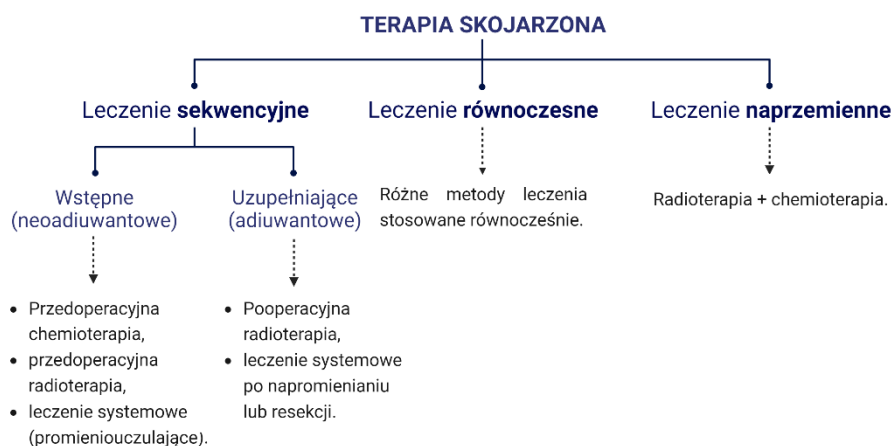 TERAPIA SKOJARZONA
Leczenie sekwencyjne
Leczenie równoczesne
Leczenie naprzemienne
Wstępne
(neoadiuwantowe)
Uzupełniające
(adiuwantowe)
Różne metody leczenia
stosowane równocześnie.
Radioterapia + chemioterapia.
• Przedoperacyjna
chemioterapia,
• przedoperacyjna
radioterapia,
• leczenie systemowe
(promieniouczulające).
• Pooperacyjna
radioterapia,
• leczenie systemowe
po napromienianiu
lub resekcji.